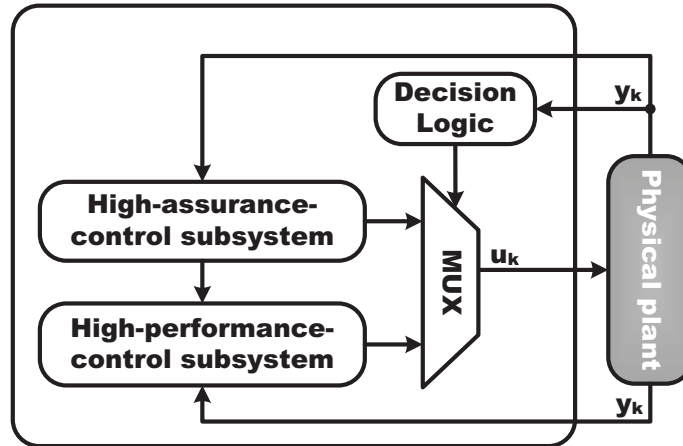 Decision
Logic
yk
High-assurance-
control subsystem
MUX
uk
Physical plant
High-performance-
control subsystem
yk